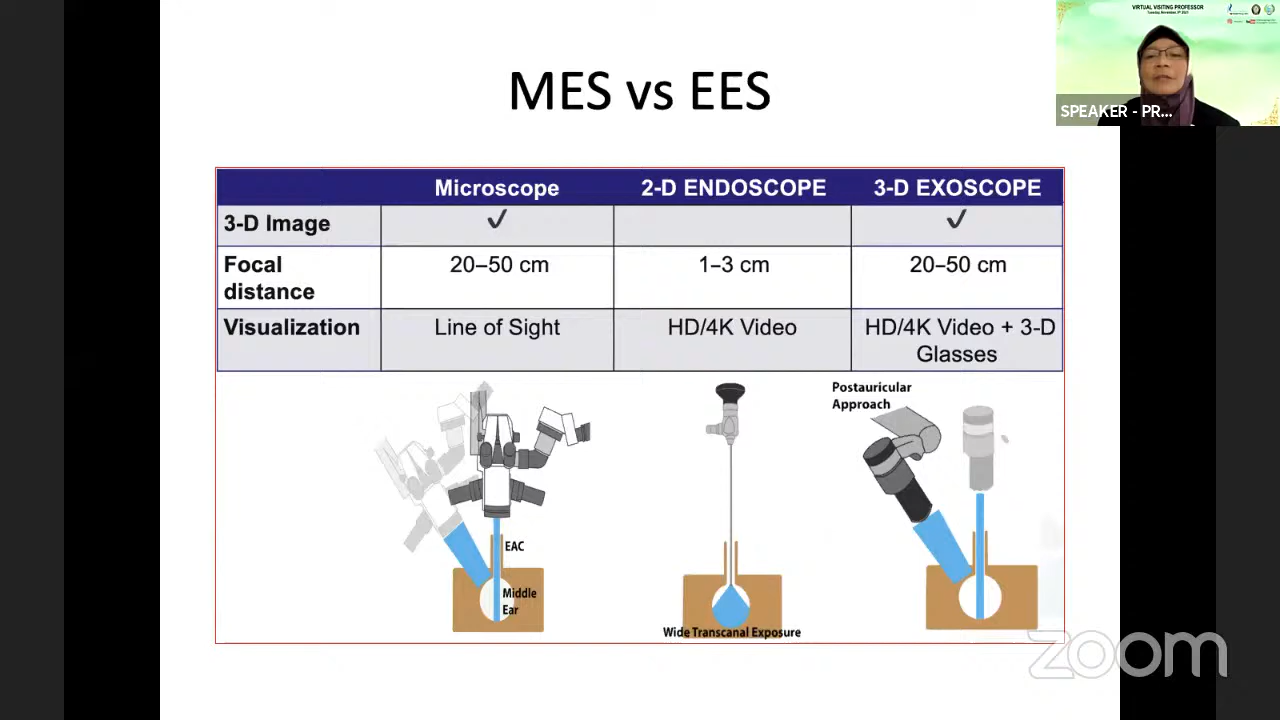 VIRTUAL VISITING PROFESSOR
SPEAKER - PR...
MES vs EES
Microscope 2-D ENDOSCOPE 3-D EXOSCOPE
3-D Image ✓ ✓
Focal distance 20–50 cm 1–3 cm 20–50 cm
Visualization Line of Sight HD/4K Video HD/4K Video + 3-D Glasses
Postauricular
Approach
EAC
Middle
Ear
Wide Transcanal Exposure
zoom